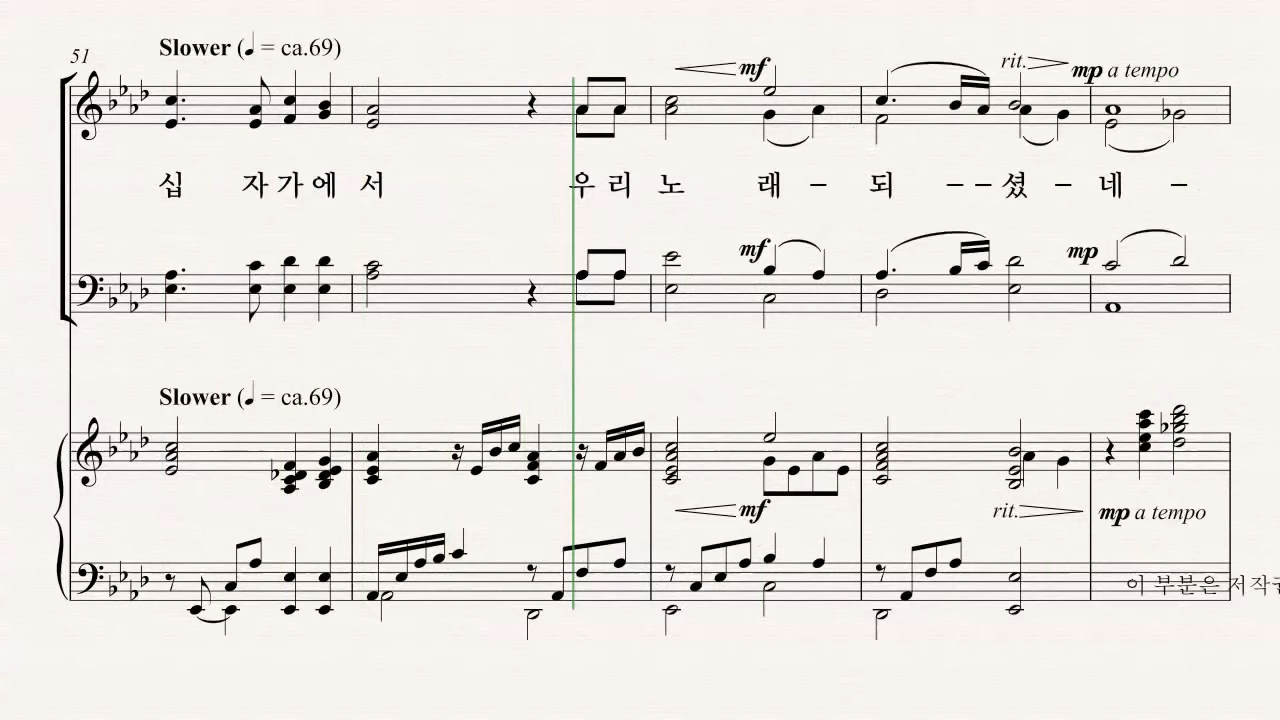 Slower (♩ = ca.69)
51
mf
rit.
mp a tempo
십 자 가 에 서 우 리 노 래 – 되 – – 셨 – 네 –
mf
mp
Slower (♩ = ca.69)
mf
rit.
mp a tempo
이 부분은 저작